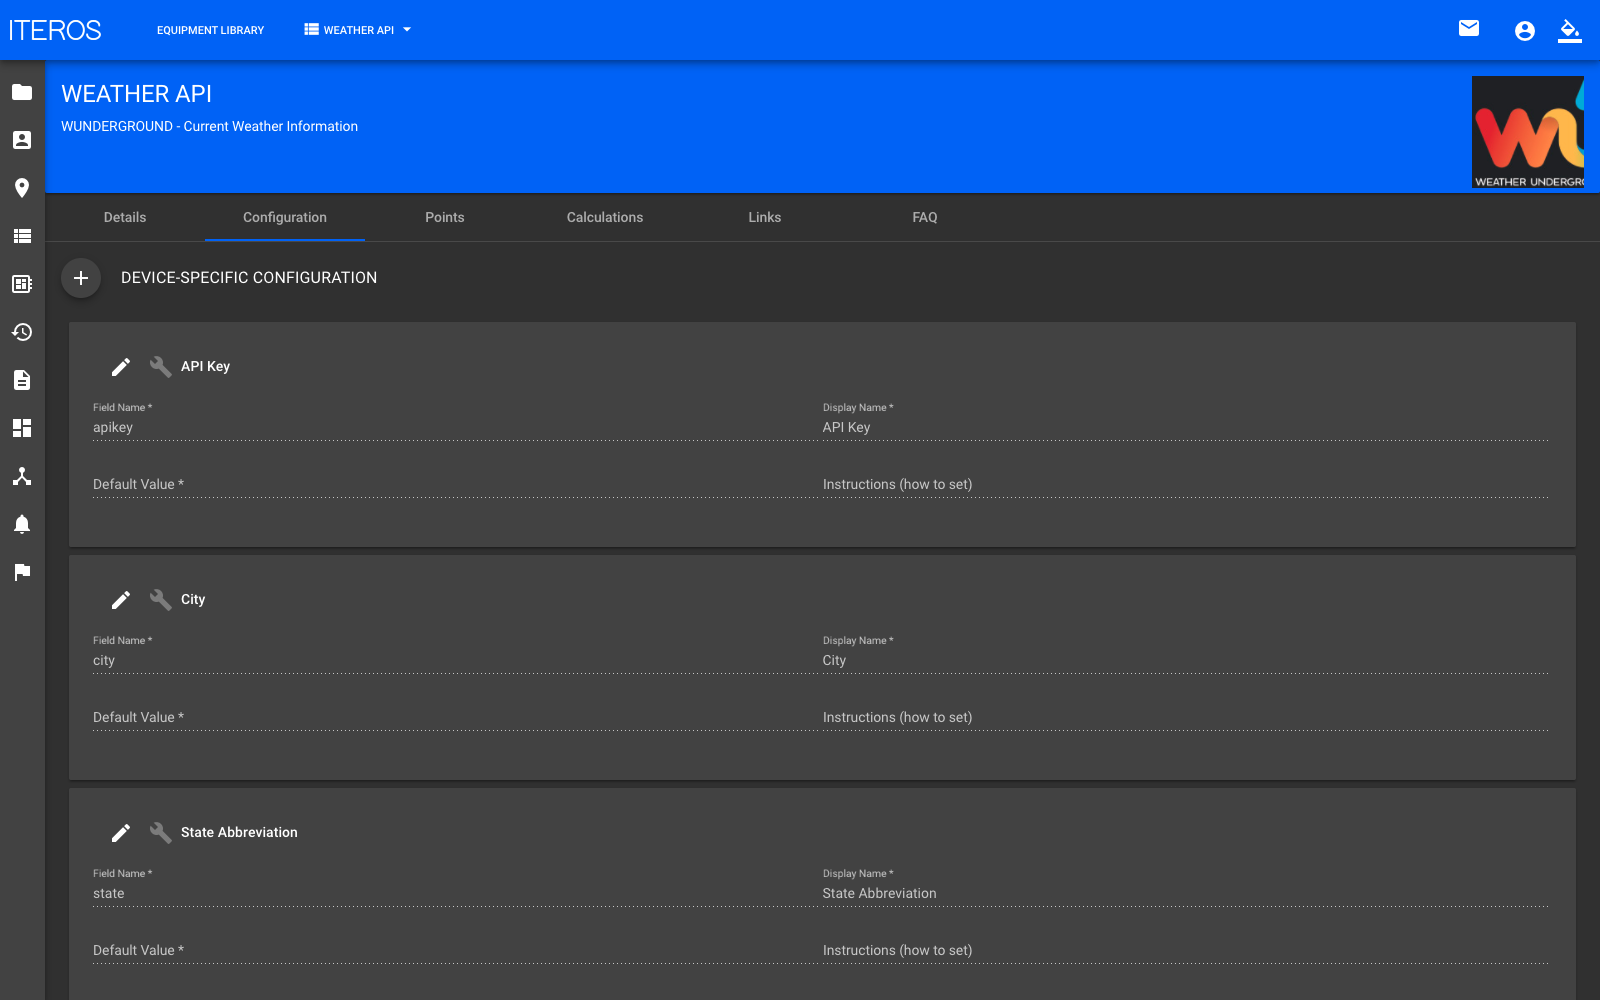 ITEROS
EQUIPMENT LIBRARY
WEATHER API
WEATHER API
WUNDERGROUND - Current Weather Information
WEATHER UNDERGRO
Details
Configuration
Points
Calculations
Links
FAQ
DEVICE-SPECIFIC CONFIGURATION
API Key
Field Name *
Display Name *
apikey
API Key
Default Value *
Instructions (how to set)
City
Field Name *
Display Name *
city
City
Default Value *
Instructions (how to set)
State Abbreviation
Field Name *
Display Name *
state
State Abbreviation
Default Value *
Instructions (how to set)